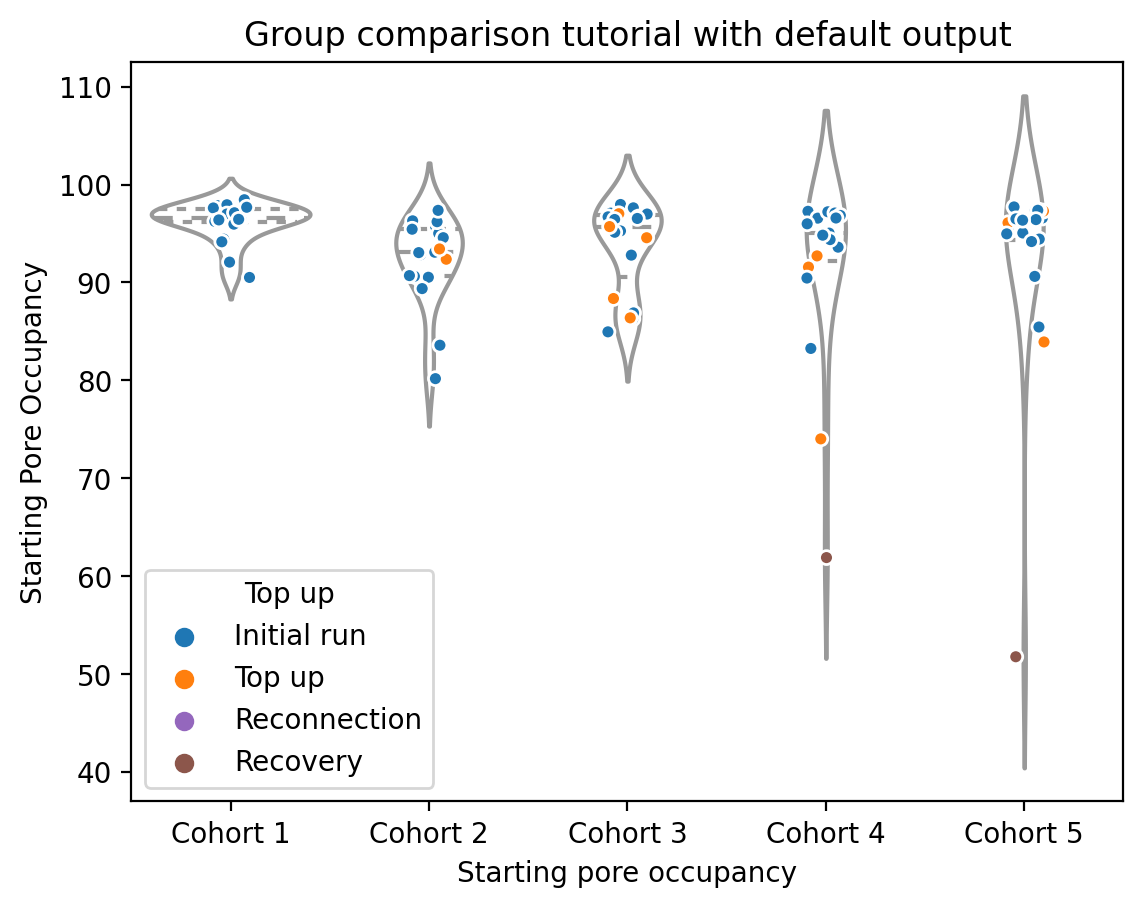 Group comparison tutorial with default output
Starting Pore Occupancy
110
100
90
80
70
60
50
40
Top up
Initial run
Top up
Reconnection
Recovery
Cohort 1
Cohort 2
Cohort 3
Cohort 4
Cohort 5
Starting pore occupancy